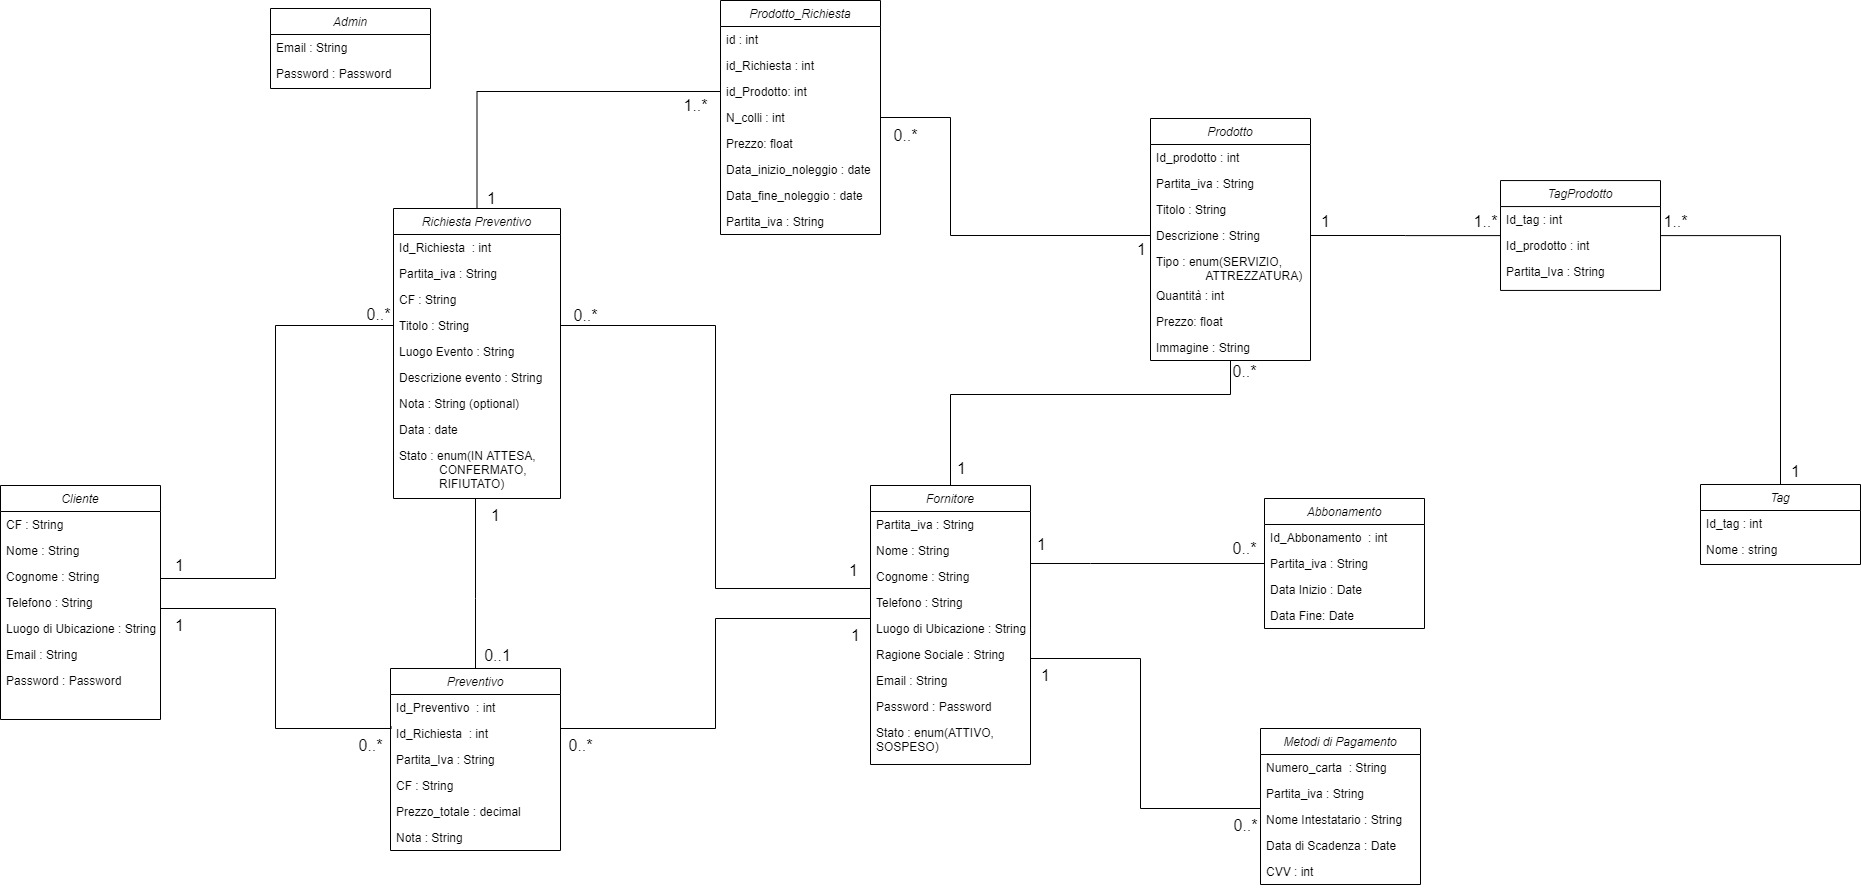 Admin
Email : String
Password : Password
Prodotto_Richiesta
id : int
id_Richiesta : int
id_Prodotto: int
N_colli : int
Prezzo: float
Data_inizio_noleggio : date
Data_fine_noleggio : date
Partita_iva : String
1..*
0..*
1
Prodotto
Id_prodotto : int
Partita_iva : String
Titolo : String
Descrizione : String
Tipo : enum(SERVIZIO,
ATTREZZATURA)
Quantità : int
Prezzo: float
Immagine : String
1
1
1..*
0..*
TagProdotto
Id_tag : int
Id_prodotto : int
Partita_Iva : String
1..*
1
Tag
Id_tag : int
Nome : string
Richiesta Preventivo
Id_Richiesta : int
Partita_iva : String
CF : String
Titolo : String
Luogo Evento : String
Descrizione evento : String
Nota : String (optional)
Data : date
Stato : enum(IN ATTESA,
CONFERMATO,
RIFIUTATO)
0..*
0..*
1
0..1
Cliente
CF : String
Nome : String
Cognome : String
Telefono : String
Luogo di Ubicazione : String
Email : String
Password : Password
1
1
Preventivo
Id_Preventivo : int
Id_Richiesta : int
Partita_Iva : String
CF : String
Prezzo_totale : decimal
Nota : String
0..*
0..*
1
1
1
Fornitore
Partita_iva : String
Nome : String
Cognome : String
Telefono : String
Luogo di Ubicazione : String
Ragione Sociale : String
Email : String
Password : Password
Stato : enum(ATTIVO,
SOSPESO)
1
0..*
1
Abbonamento
Id_Abbonamento : int
Partita_iva : String
Data Inizio : Date
Data Fine: Date
0..*
Metodi di Pagamento
Numero_carta : String
Partita_iva : String
Nome Intestatario : String
Data di Scadenza : Date
CVV : int